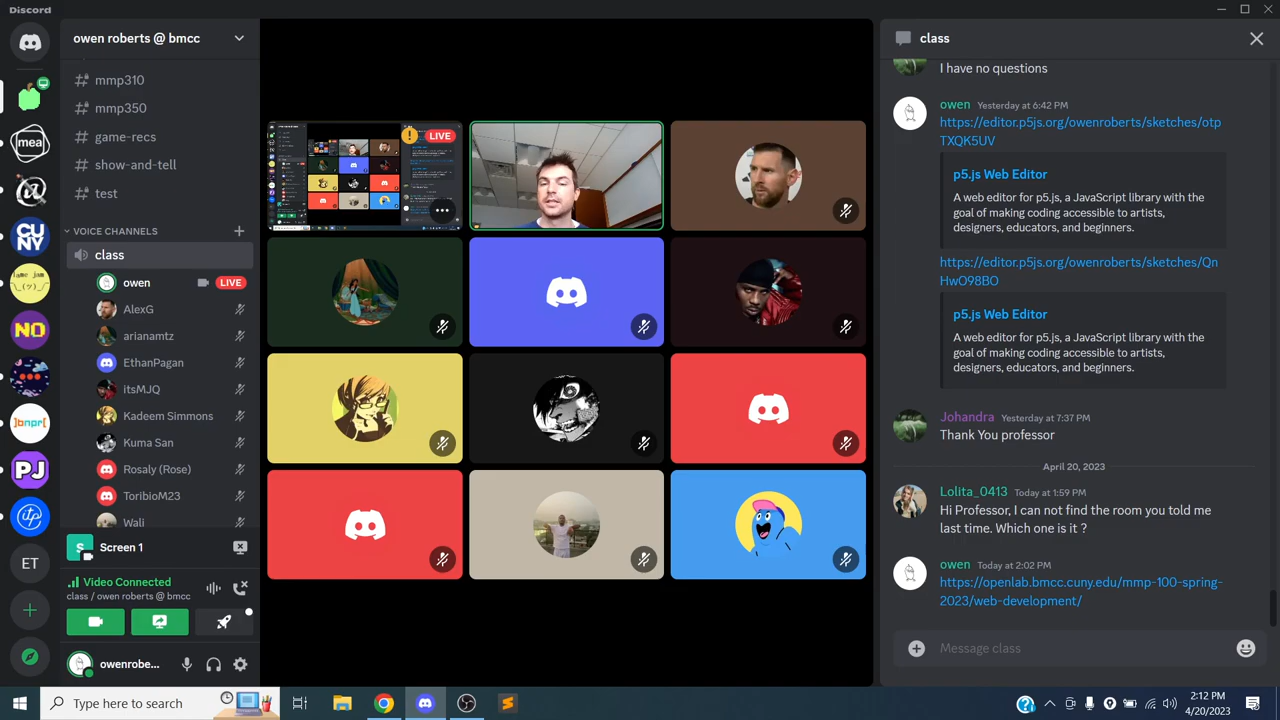 Discord
owen roberts @ bmcc
mmp310
mmp350
game-recs
show-and-tell
test
VOICE CHANNELS
class
owen
LIVE
AlexG
arianamtz
EthanPagan
itsMJQ
Kadeem Simmons
Kuma San
Rosaly (Rose)
ToribioM23
Wali
Screen 1
Video Connected
class / owen roberts @ bmcc
owenrobe...
mea
CU
NY
NO
]bnpr[
PJ
itp
ET
LIVE
class
I have no questions
owen Yesterday at 6:42 PM
https://editor.p5js.org/owenroberts/sketches/otp
TXQK5UV
p5.js Web Editor
A web editor for p5.js, a JavaScript library with the
goal of making coding accessible to artists,
designers, educators, and beginners.
https://editor.p5js.org/owenroberts/sketches/Qn
HwO98BO
p5.js Web Editor
A web editor for p5.js, a JavaScript library with the
goal of making coding accessible to artists,
designers, educators, and beginners.
Johandra Yesterday at 7:37 PM
Thank You professor
April 20, 2023
Lolita_0413 Today at 1:59 PM
Hi Professor, I can not find the room you told me
last time. Which one is it ?
owen Today at 2:02 PM
https://openlab.bmcc.cuny.edu/mmp-100-spring-
2023/web-development/
Message class
Type here to search
2:12 PM
4/20/2023